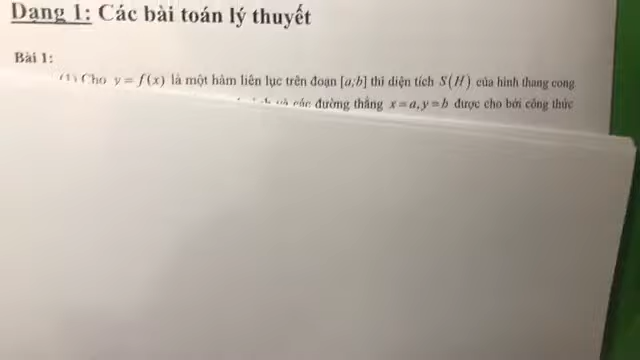 Dạng 1: Các bài toán lý thuyết
Bài 1:
(1) Cho y = f(x) là một hàm liên lục trên đoạn [a;b] thì diện tích S(H) của hình thang cong
các đường thẳng x = a, y = b được cho bởi công thức